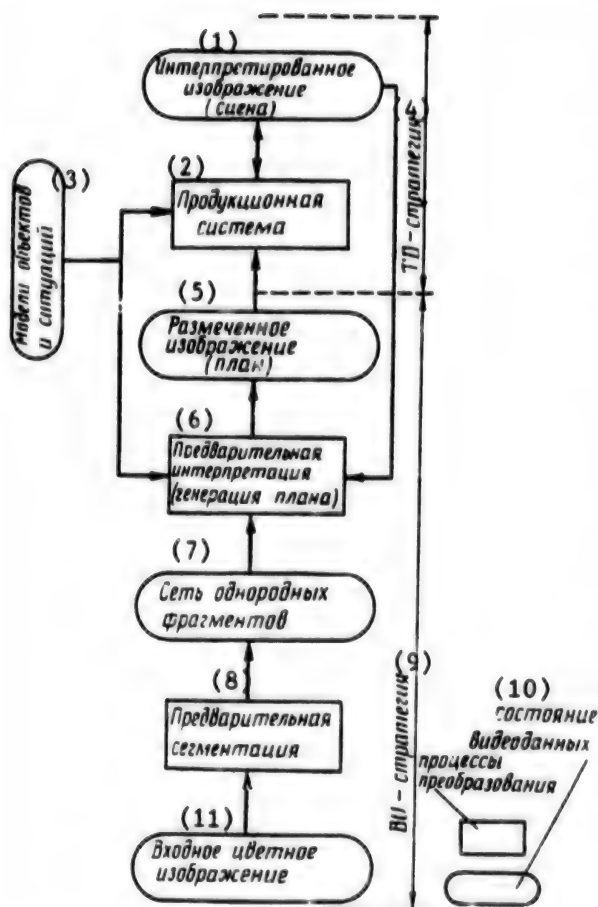 (1)
Интерпретированное
изображение
(сцена)
(2)
Продукционная
система
(3)
Модели объектов
и ситуаций
(4)
TD-стратегия
(5)
Размеченное
изображение
(план)
(6)
Предварительная
интерпретация
(генерация плана)
(7)
Сеть однородных
фрагментов
(8)
Предварительная
сегментация
(9)
BU-стратегия
(10)
состояние
видеоданных
процессы
преобразования
(11)
Входное цветное
изображение